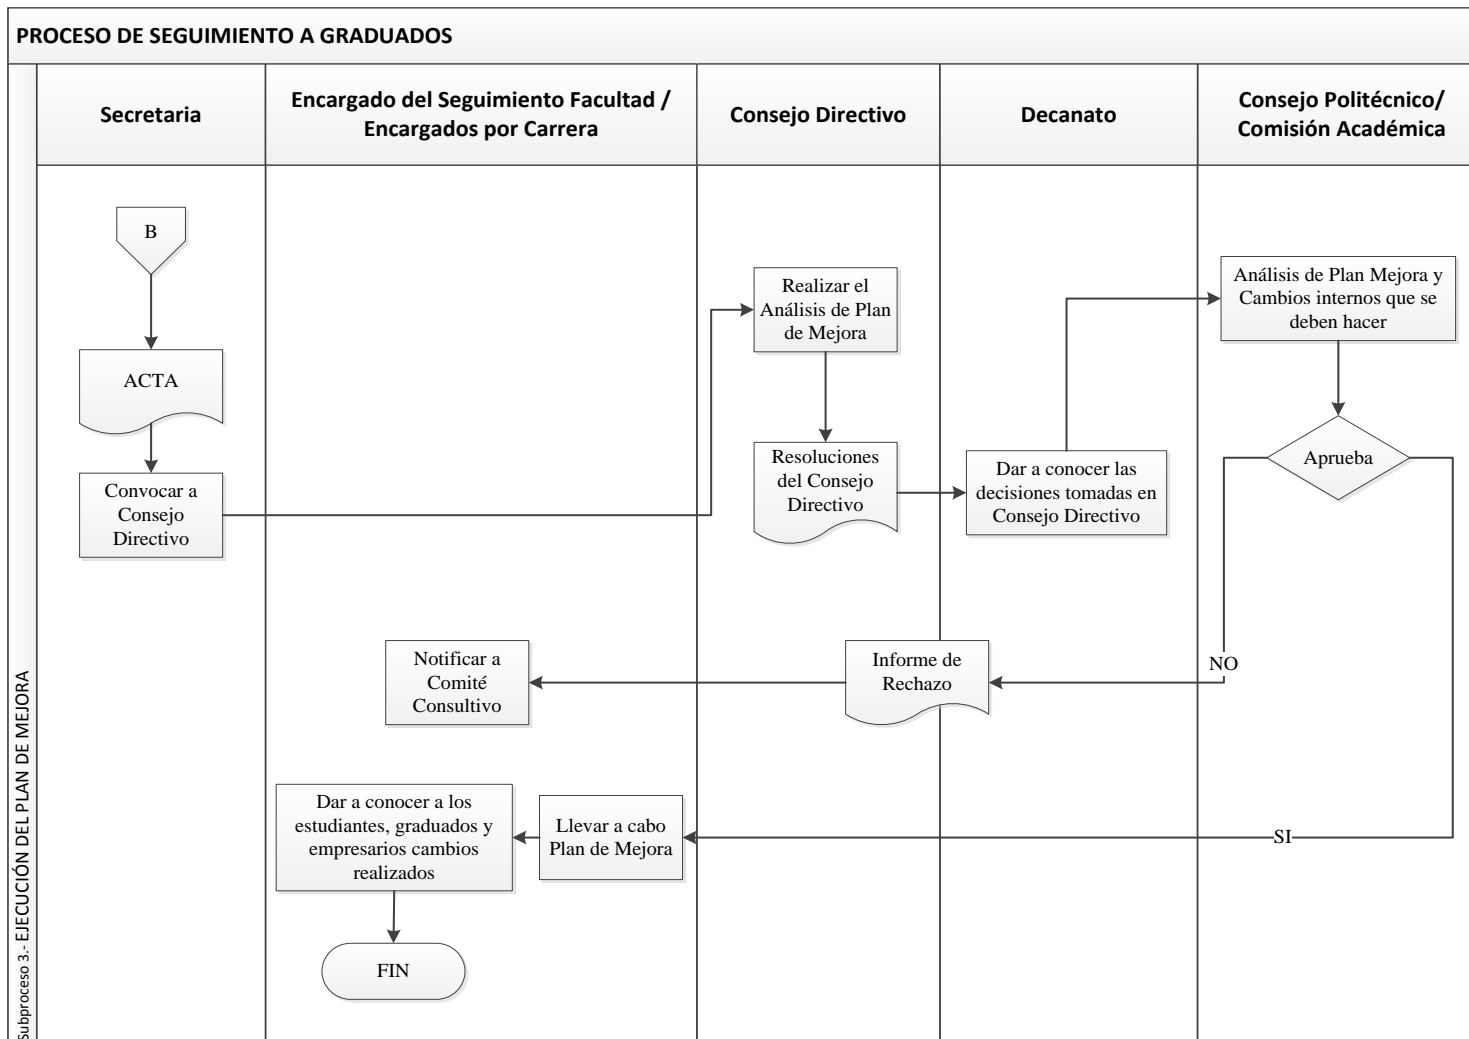 PROCESO DE SEGUIMIENTO A GRADUADOS
Secretaria
Encargado del Seguimiento Facultad /
Encargados por Carrera
Consejo Directivo
Decanato
Consejo Politécnico/
Comisión Académica
Subproceso 3.- EJECUCIÓN DEL PLAN DE MEJORA
B
ACTA
Convocar a
Consejo
Directivo
Realizar el
Análisis de Plan
de Mejora
Resoluciones
del Consejo
Directivo
Dar a conocer las
decisiones tomadas en
Consejo Directivo
Análisis de Plan Mejora y
Cambios internos que se
deben hacer
Aprueba
NO
Informe de
Rechazo
Notificar a
Comité
Consultivo
SI
Llevar a cabo
Plan de Mejora
Dar a conocer a los
estudiantes, graduados y
empresarios cambios
realizados
FIN